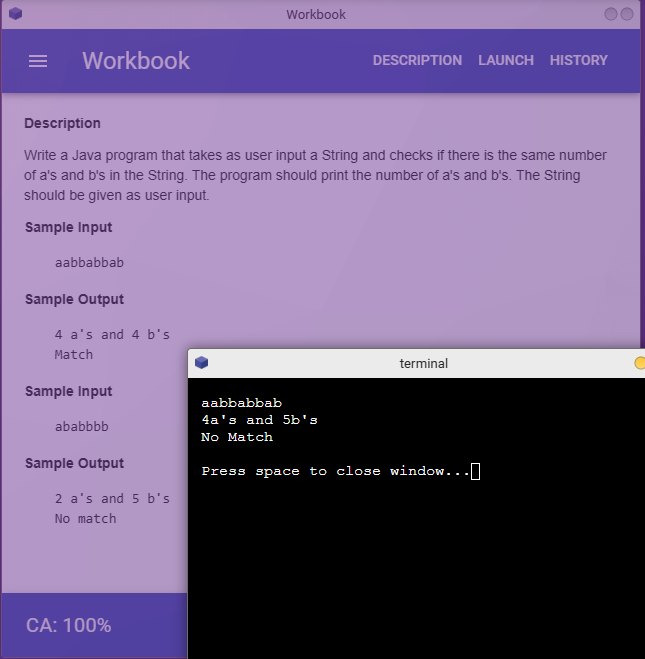 Workbook
Workbook
DESCRIPTION LAUNCH HISTORY
Description
Write a Java program that takes as user input a String and checks if there is the same number
of a's and b's in the String. The program should print the number of a's and b's. The String
should be given as user input.
Sample Input
aabbabbab
Sample Output
4 a's and 4 b's
Match
Sample Input
ababbbb
Sample Output
2 a's and 5 b's
No match
CA: 100%
terminal
aabbabbab
4a's and 5b's
No Match
Press space to close window...